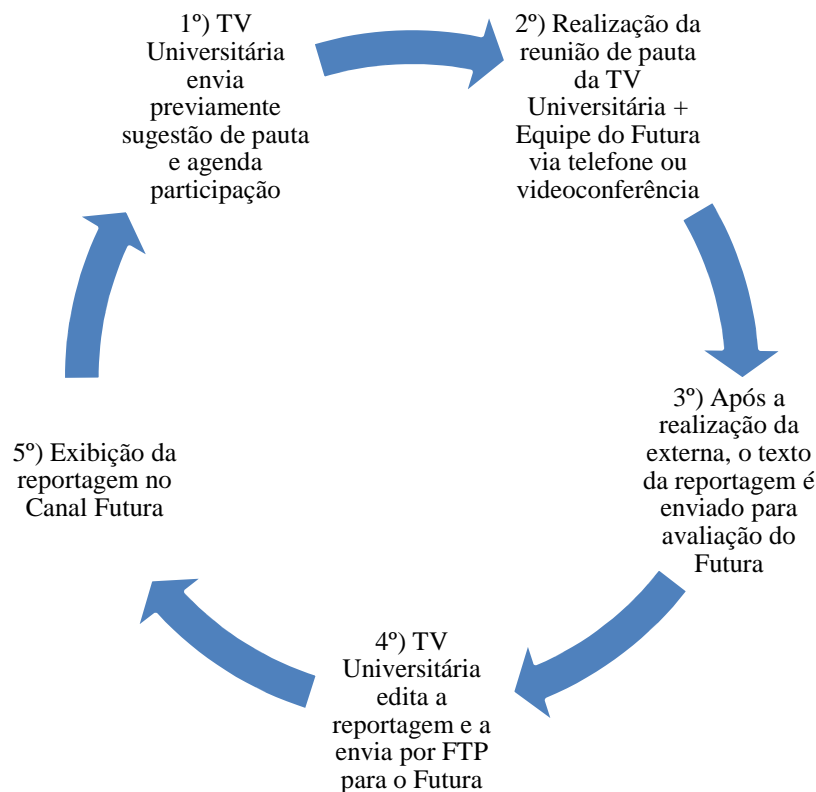 1º) TV
Universitária
envia
previamente
sugestão de pauta
e agenda
participação
2º) Realização da
reunião de pauta
da TV
Universitária +
Equipe do Futura
via telefone ou
videoconferência
3º) Após a
realização da
externa, o texto
da reportagem é
enviado para
avaliação do
Futura
4º) TV
Universitária
edita a
reportagem e a
envia por FTP
para o Futura
5º) Exibição da
reportagem no
Canal Futura